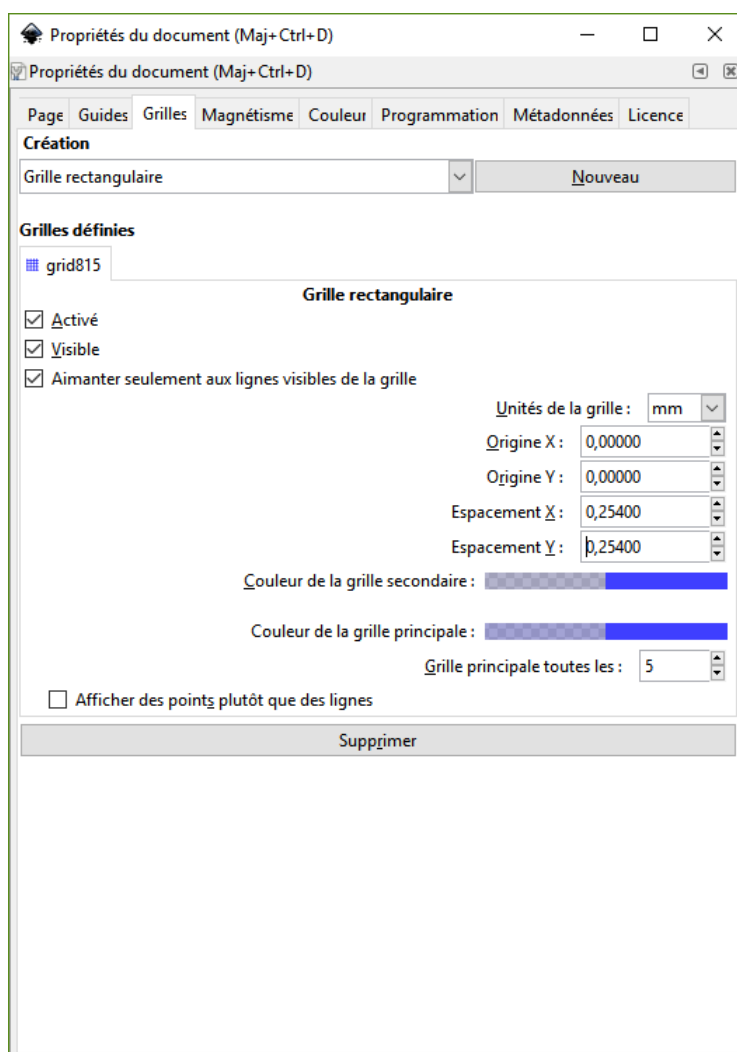 Propriétés du document (Maj+Ctrl+D)
Propriétés du document (Maj+Ctrl+D)
Page Guides Grilles Magnétisme Couleur Programmation Métadonnées Licence
Création
Grille rectangulaire Nouveau
Grilles définies
grid815
Grille rectangulaire
Activé
Visible
Aimanter seulement aux lignes visibles de la grille
Unités de la grille : mm
Origine X : 0,00000
Origine Y : 0,00000
Espacement X : 0,25400
Espacement Y : 0,25400
Couleur de la grille secondaire :
Couleur de la grille principale :
Grille principale toutes les : 5
Afficher des points plutôt que des lignes
Supprimer